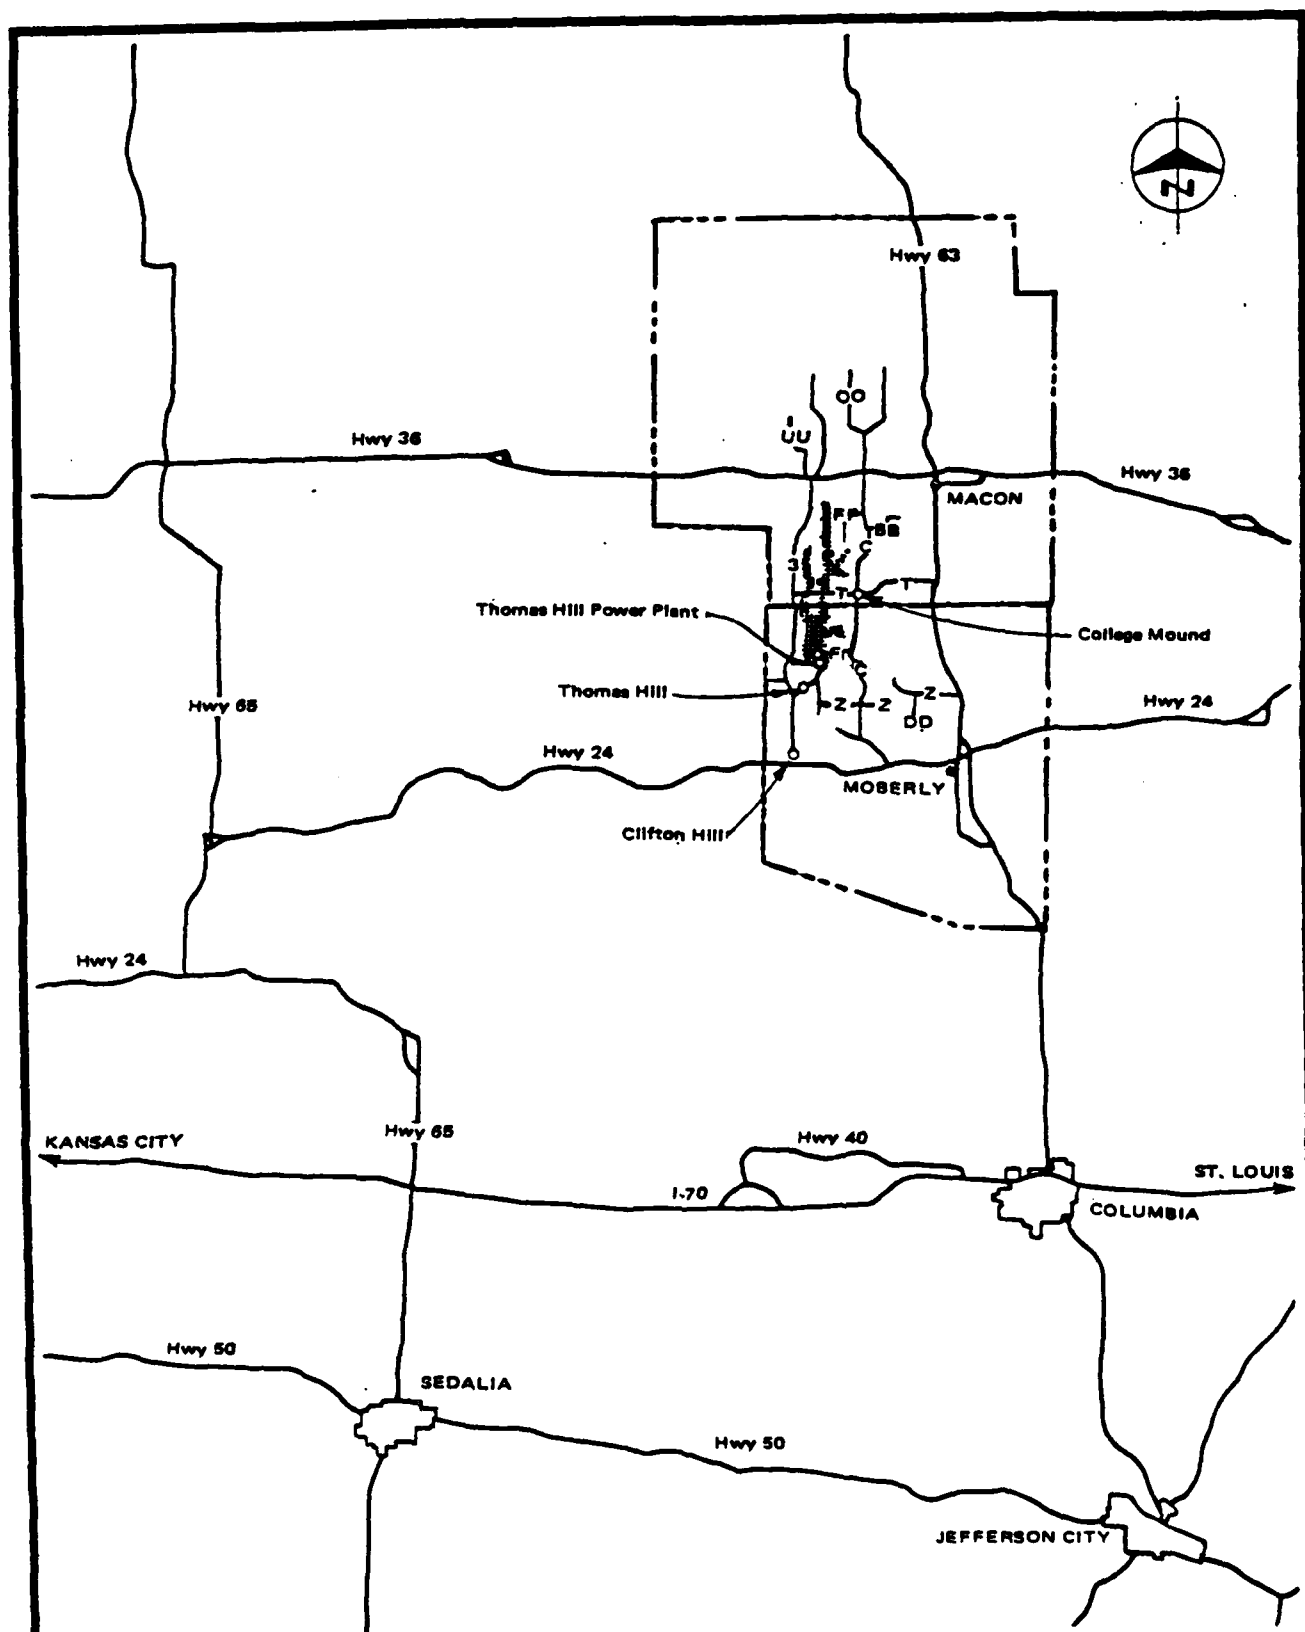 N
Hwy 63
OO
UU
Hwy 36
Hwy 36
MACON
FF
BB
C
3
T
T
Thomas Hill Power Plant
College Mound
F
C
Thomas Hill
Z
Z
Z
Hwy 24
Hwy 65
DD
Hwy 24
MOBERLY
Clifton Hill
Hwy 24
Hwy 65
KANSAS CITY
Hwy 40
ST. LOUIS
I-70
COLUMBIA
Hwy 50
SEDALIA
Hwy 50
JEFFERSON CITY